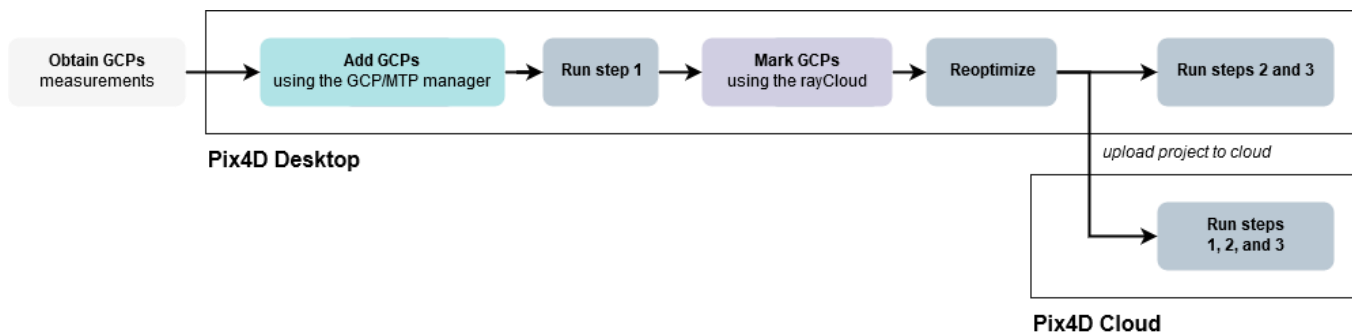 Obtain GCPs
measurements
Add GCPs
using the GCP/MTP manager
Run step 1
Mark GCPs
using the rayCloud
Reoptimize
Run steps 2 and 3
Pix4D Desktop
upload project to cloud
Run steps
1, 2, and 3
Pix4D Cloud